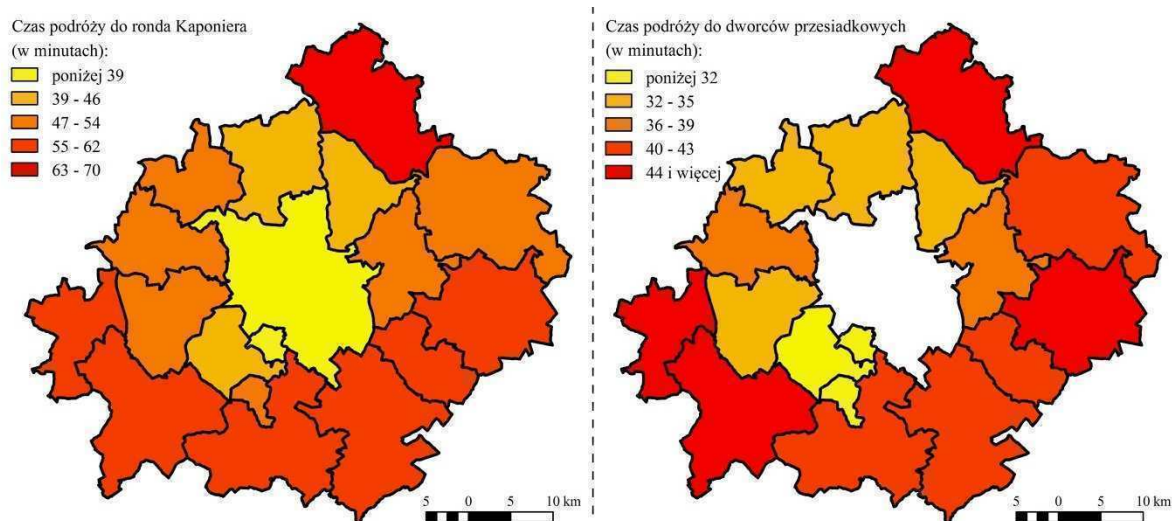 Czas podróży do ronda Kaponiera
(w minutach):
poniżej 39
39 - 46
47 - 54
55 - 62
63 - 70
5 0 5 10 km
Czas podróży do dworców przesiadkowych
(w minutach):
poniżej 32
32 - 35
36 - 39
40 - 43
44 i więcej
5 0 5 10 km